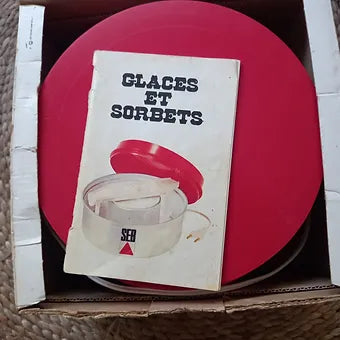 GLACES
ET
SORBETS
SEB